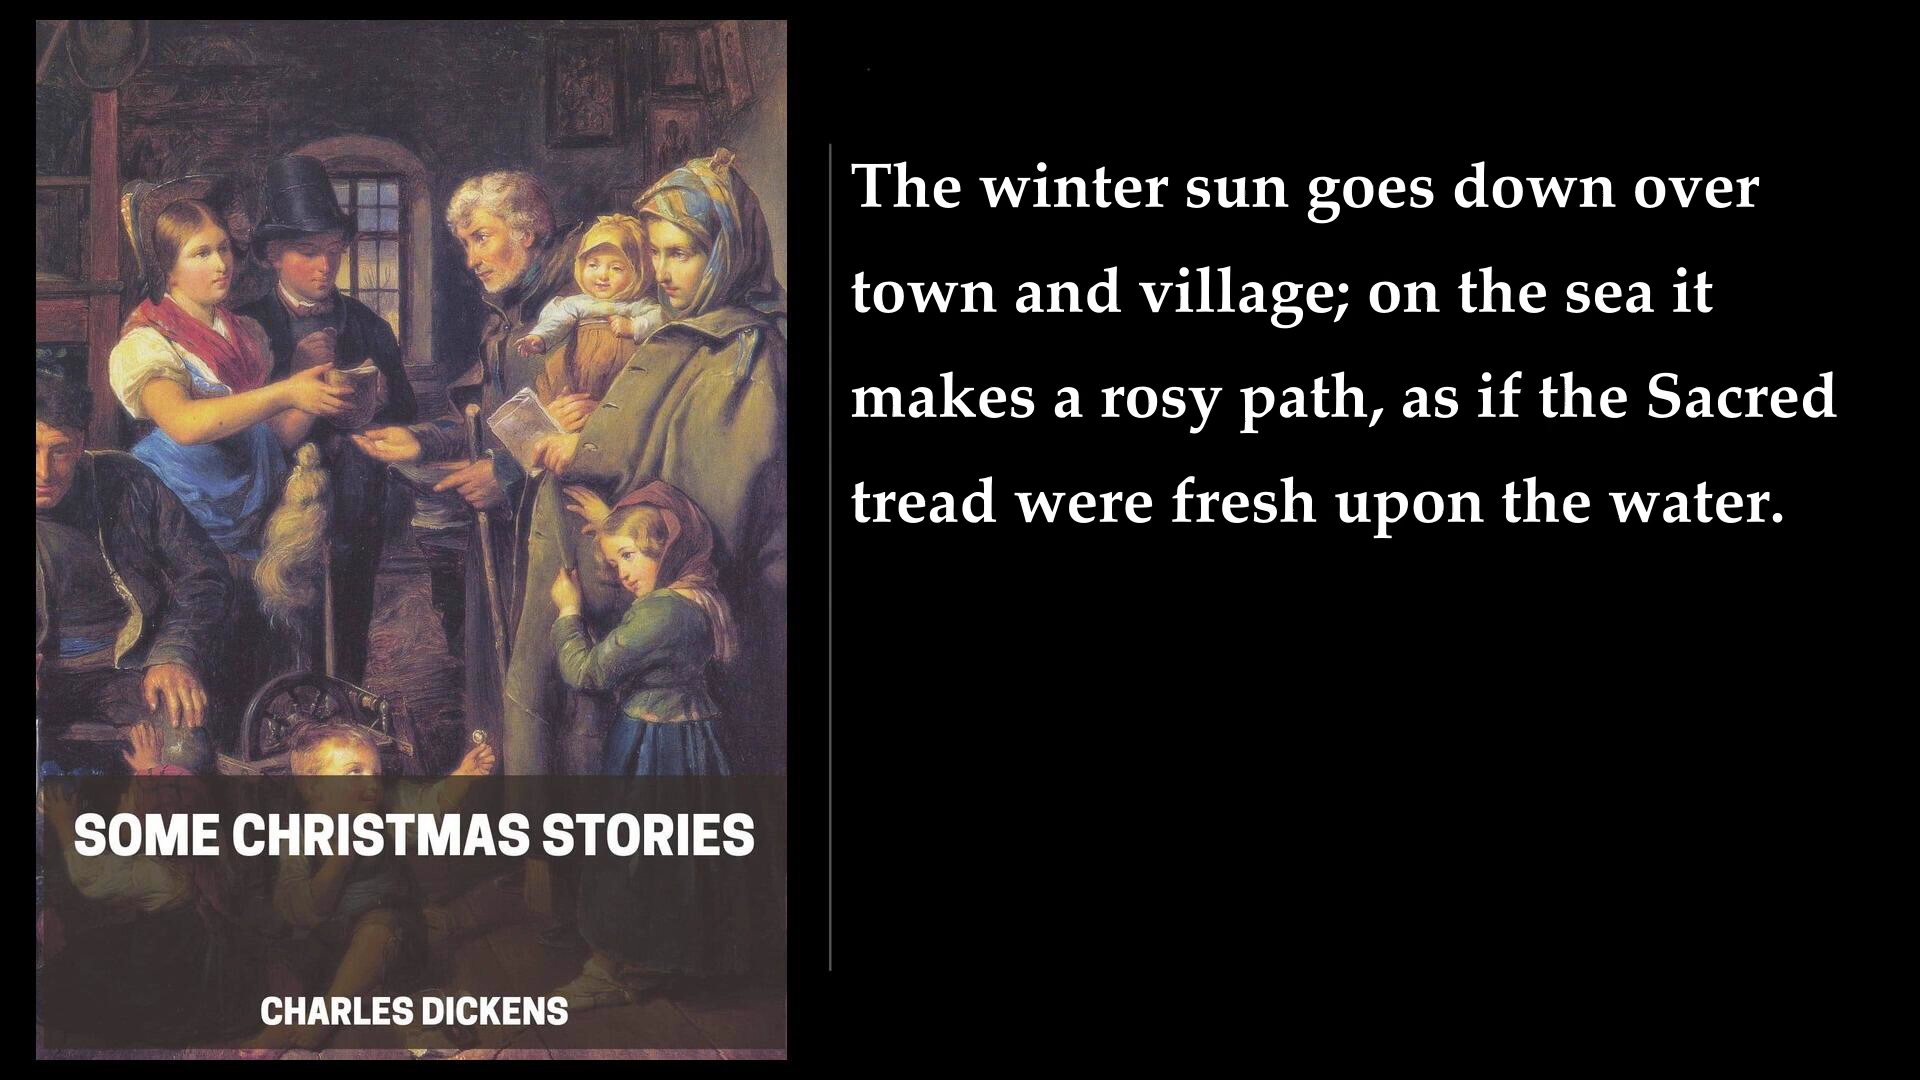 SOME CHRISTMAS STORIES
CHARLES DICKENS
The winter sun goes down over
town and village; on the sea it
makes a rosy path, as if the Sacred
tread were fresh upon the water.